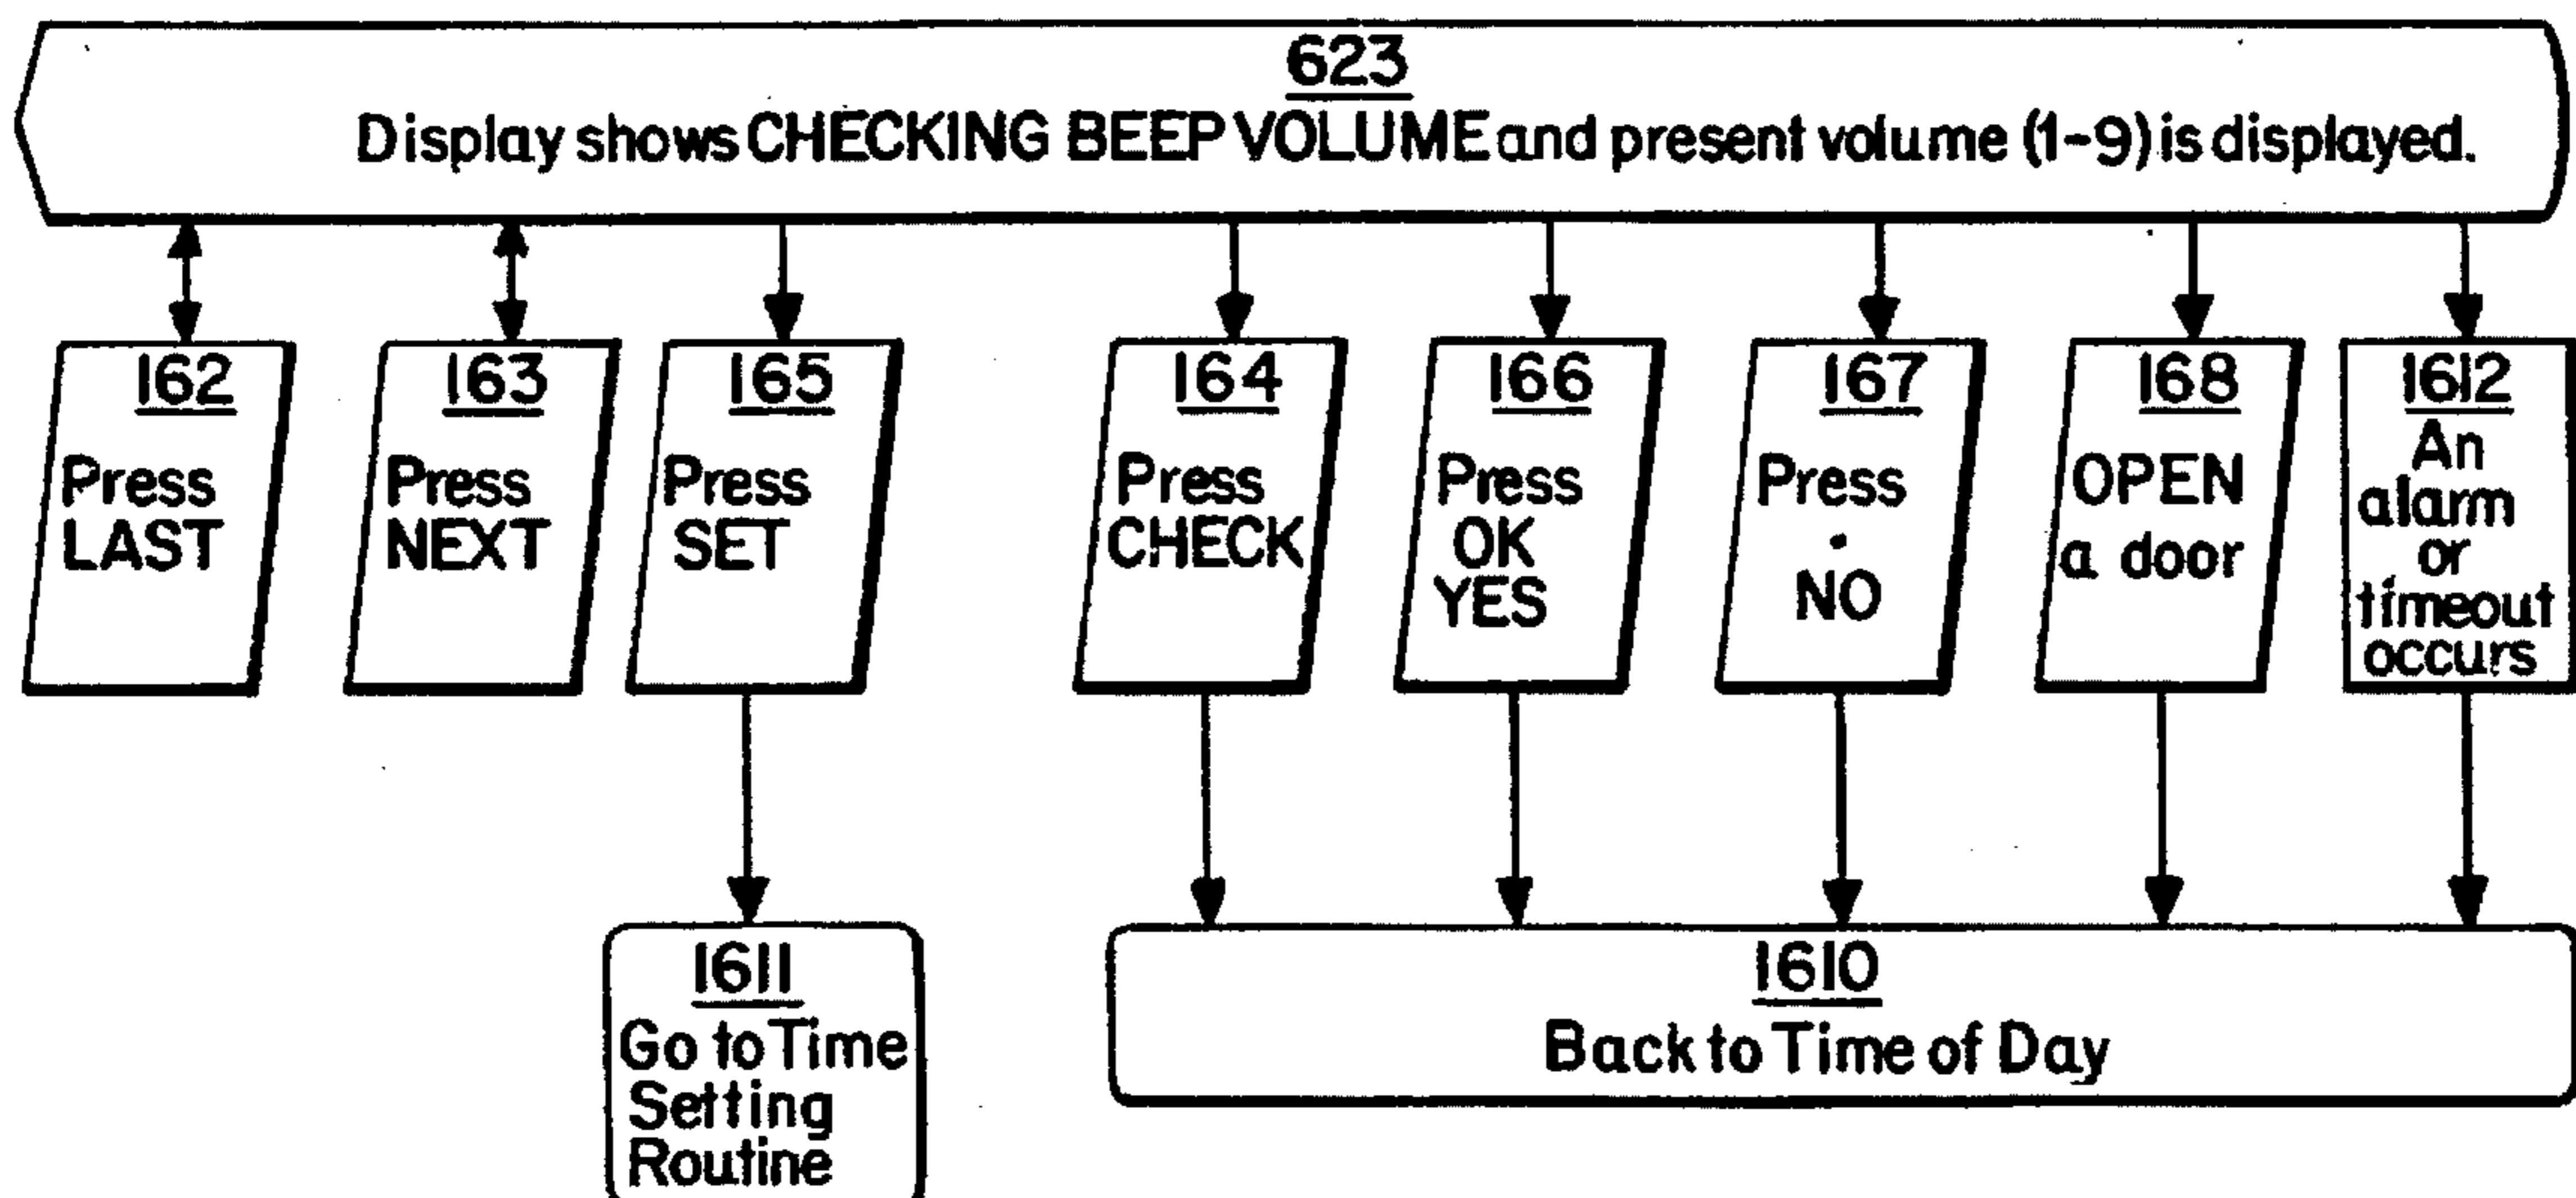 623
Display shows CHECKING BEEP VOLUME and present volume (1-9) is displayed.
162
Press
LAST
163
Press
NEXT
165
Press
SET
164
Press
CHECK
166
Press
OK
YES
167
Press
·
NO
168
OPEN
a door
1612
An
alarm
or
timeout
occurs
1611
Go to Time
Setting
Routine
1610
Back to Time of Day